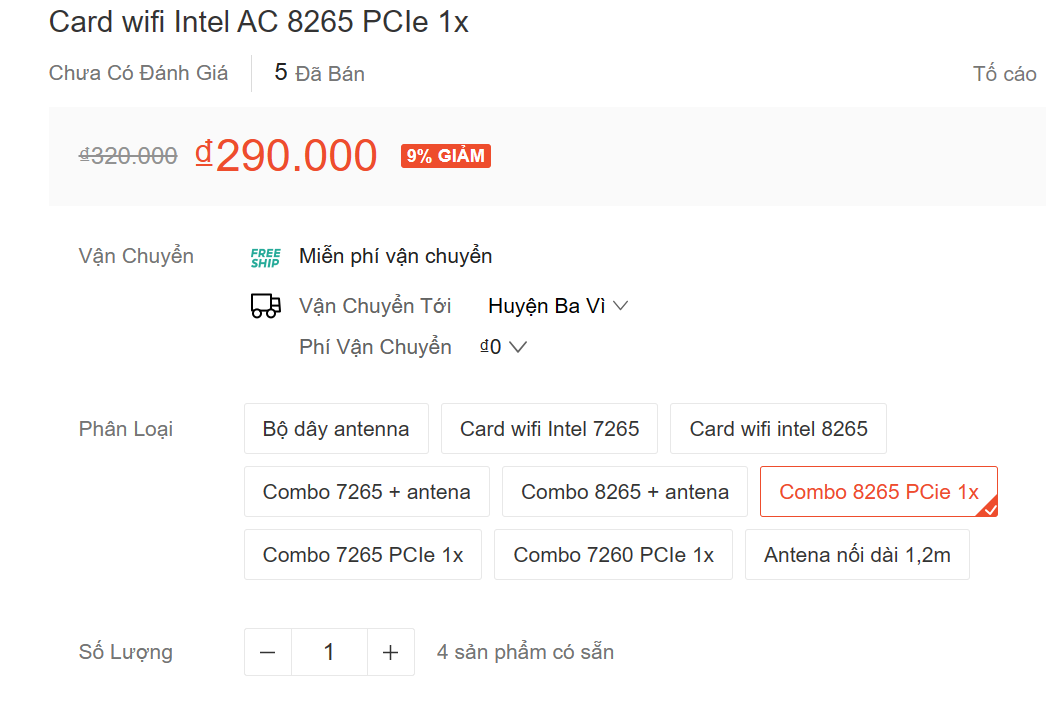 Card wifi Intel AC 8265 PCIe 1x
Chưa Có Đánh Giá 5 Đã Bán Tố cáo
₫320.000 ₫290.000 9% GIẢM
Vận Chuyển FREE SHIP Miễn phí vận chuyển
Vận Chuyển Tới Huyện Ba Vì
Phí Vận Chuyển ₫0
Phân Loại Bộ dây antenna Card wifi Intel 7265 Card wifi intel 8265
Combo 7265 + antena Combo 8265 + antena Combo 8265 PCie 1x
Combo 7265 PCIe 1x Combo 7260 PCIe 1x Antena nối dài 1,2m
Số Lượng − 1 + 4 sản phẩm có sẵn